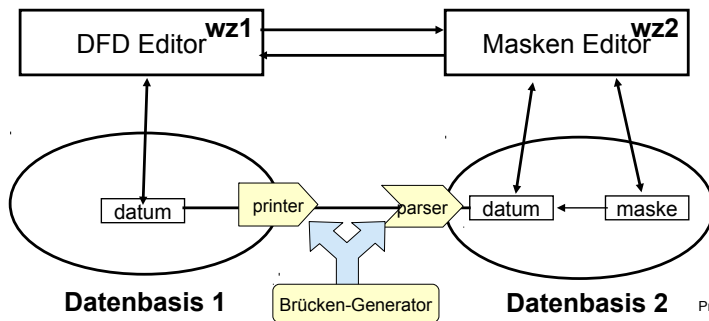 DFD Editor wz1
Masken Editor wz2
datum
printer
parser
datum
maske
Datenbasis 1
Brücken-Generator
Datenbasis 2